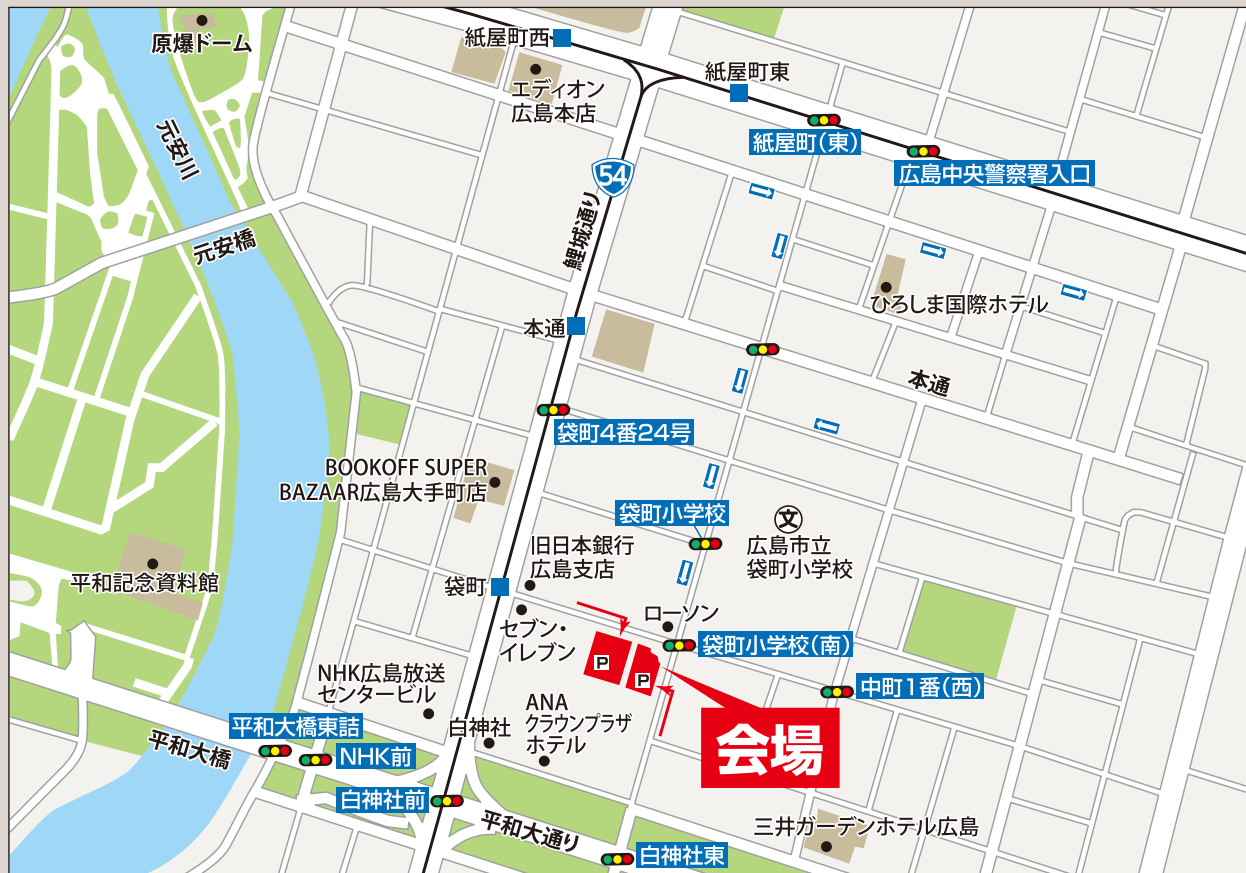 原爆ドーム
紙屋町西
エディオン
広島本店
紙屋町東
紙屋町(東)
広島中央警察署入口
元安川
54
鯉城通り
元安橋
ひろしま国際ホテル
本通
本通
袋町4番24号
BOOKOFF SUPER
BAZAAR広島大手町店
袋町小学校
文
広島市立
袋町小学校
旧日本銀行
広島支店
平和記念資料館
袋町
セブン・
イレブン
ローソン
袋町小学校(南)
P
P
中町1番(西)
NHK広島放送
センタービル
ANA
クラウンプラザ
ホテル
白神社
会場
平和大橋東詰
平和大橋
NHK前
白神社前
平和大通り
三井ガーデンホテル広島
白神社東